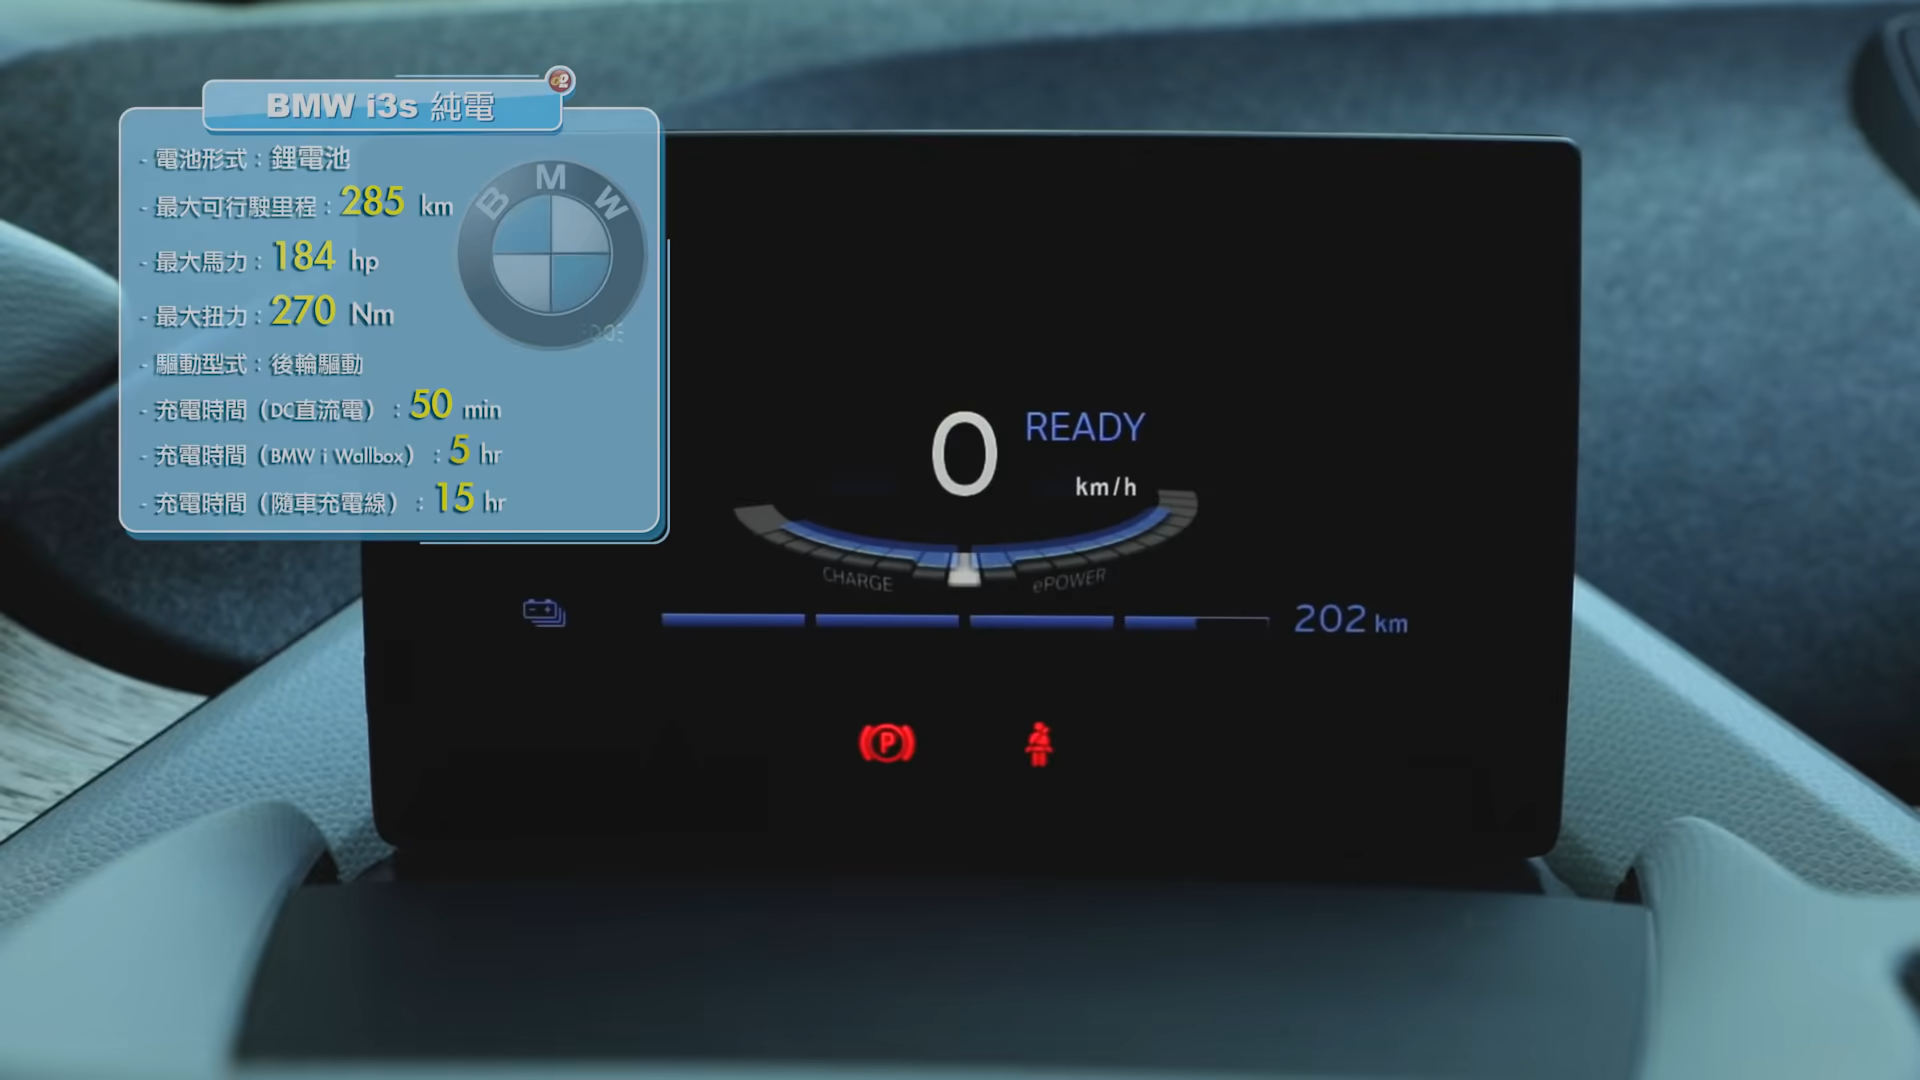 BMW i3s 純電
- 電池形式：鋰電池
- 最大可行駛里程：285 km
- 最大馬力：184 hp
- 最大扭力：270 Nm
- 驅動型式：後輪驅動
- 充電時間（DC直流電）：50 min
- 充電時間（BMW i Wallbox）：5 hr
- 充電時間（隨車充電線）：15 hr
BMW
0 READY
km/h
CHARGE ePOWER
202 km
P